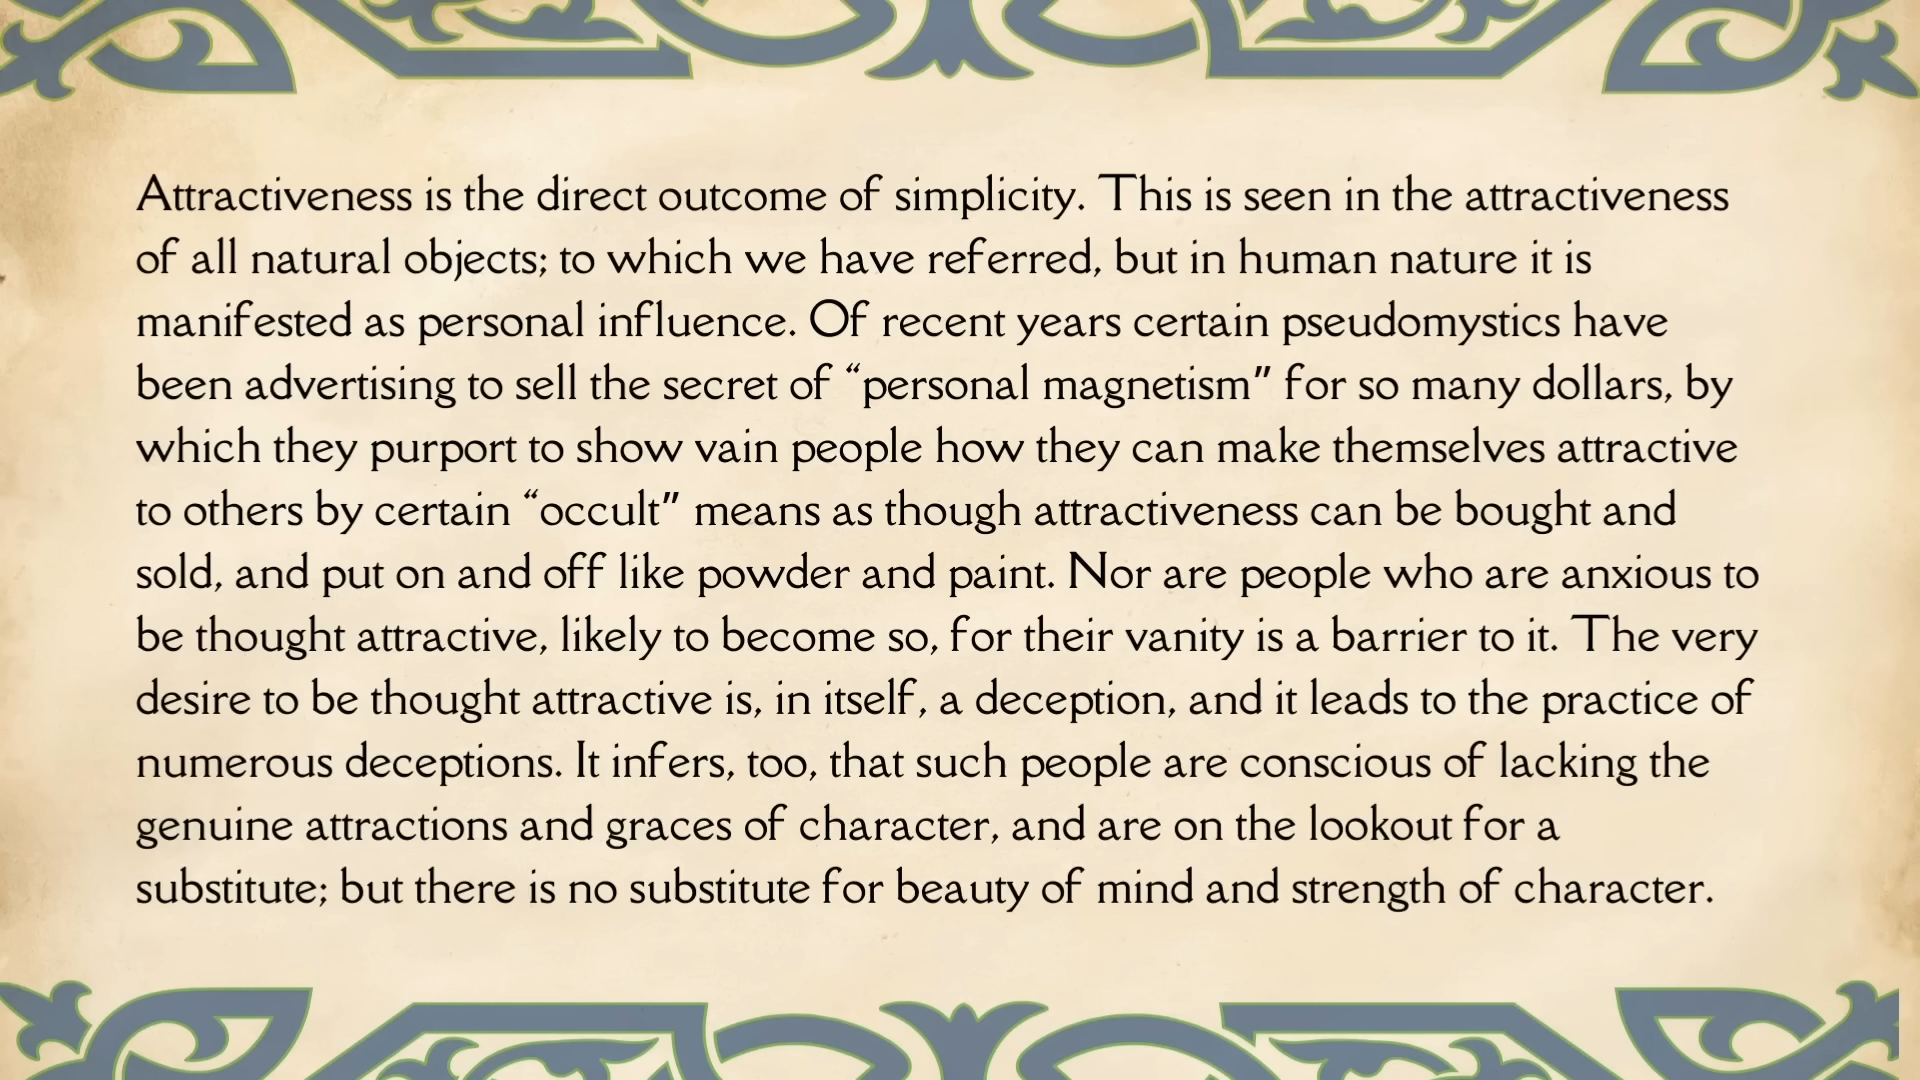 Attractiveness is the direct outcome of simplicity. This is seen in the attractiveness
of all natural objects; to which we have referred, but in human nature it is
manifested as personal influence. Of recent years certain pseudomystics have
been advertising to sell the secret of “personal magnetism” for so many dollars, by
which they purport to show vain people how they can make themselves attractive
to others by certain “occult” means as though attractiveness can be bought and
sold, and put on and off like powder and paint. Nor are people who are anxious to
be thought attractive, likely to become so, for their vanity is a barrier to it. The very
desire to be thought attractive is, in itself, a deception, and it leads to the practice of
numerous deceptions. It infers, too, that such people are conscious of lacking the
genuine attractions and graces of character, and are on the lookout for a
substitute; but there is no substitute for beauty of mind and strength of character.